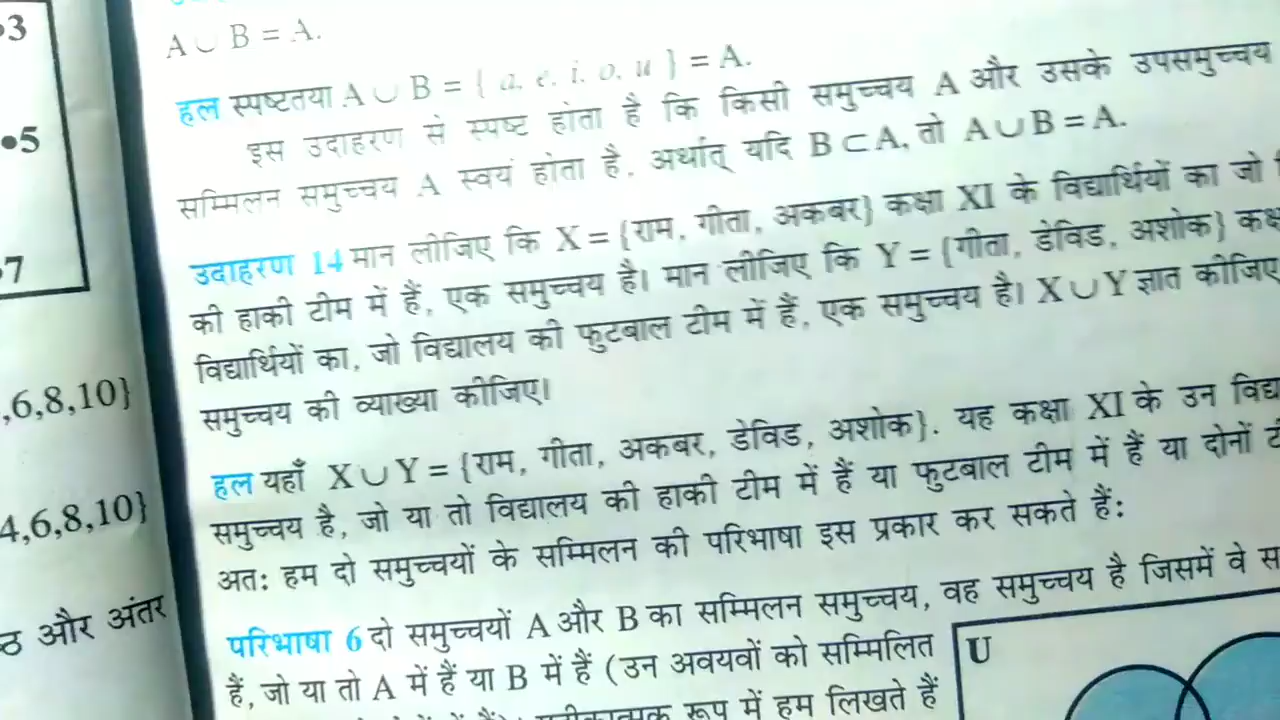 •3
•5
•7
,6,8,10}
4,6,8,10}
और अंतर
A ∪ B = A.
हल स्पष्टतया A ∪ B = { a, e, i, o, u } = A.
इस उदाहरण से स्पष्ट होता है कि किसी समुच्चय A और उसके उपसमुच्चय
सम्मिलन समुच्चय A स्वयं होता है, अर्थात् यदि B ⊂ A, तो A ∪ B = A.
उदाहरण 14 मान लीजिए कि X = {राम, गीता, अकबर} कक्षा XI के विद्यार्थियों का जो
की हाकी टीम में हैं, एक समुच्चय है। मान लीजिए कि Y = {गीता, डेविड, अशोक}
विद्यार्थियों का, जो विद्यालय की फुटबाल टीम में हैं, एक समुच्चय है। X ∪ Y ज्ञात कीजिए
समुच्चय की व्याख्या कीजिए।
हल यहाँ X ∪ Y = {राम, गीता, अकबर, डेविड, अशोक}. यह कक्षा XI के उन
समुच्चय है, जो या तो विद्यालय की हाकी टीम में हैं या फुटबाल टीम में हैं या दोनों
अत: हम दो समुच्चयों के सम्मिलन की परिभाषा इस प्रकार कर सकते हैं:
परिभाषा 6 दो समुच्चयों A और B का सम्मिलन समुच्चय, वह समुच्चय है जिसमें वे
हैं, जो या तो A में हैं या B में हैं (उन अवयवों को सम्मिलित
रूप में हम लिखते हैं
U